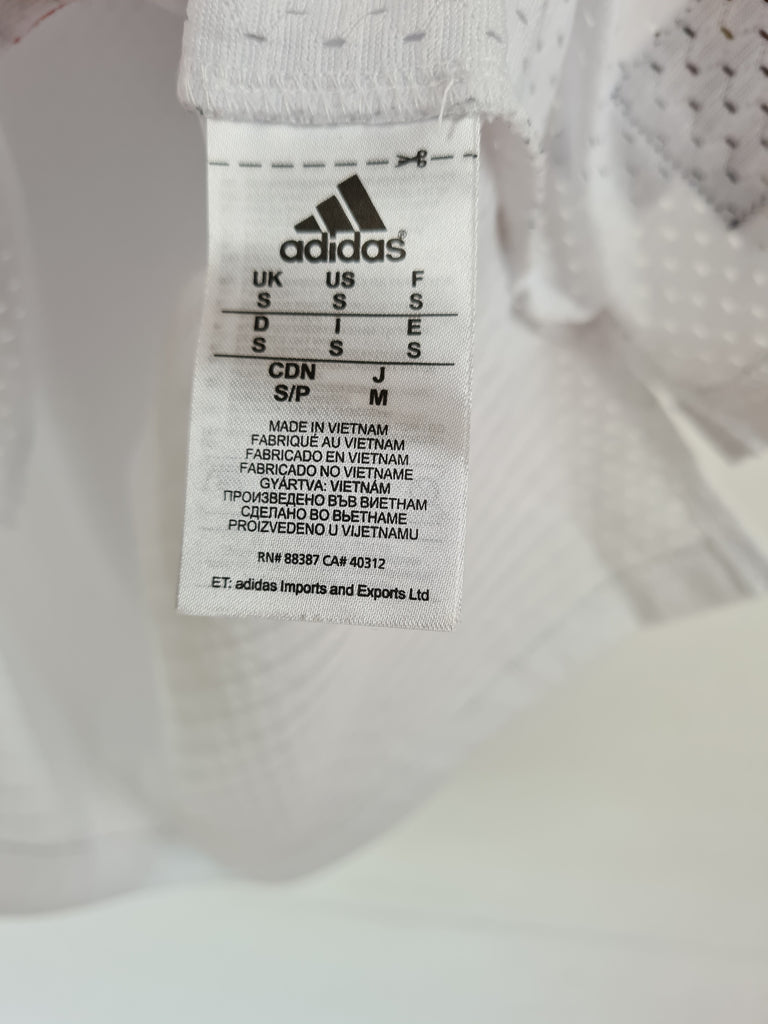 adidas®
UK US F
S S S
D I E
S S S
CDN J
S/P M
MADE IN VIETNAM
FABRIQUÉ AU VIETNAM
FABRICADO EN VIETNAM
FABRICADO NO VIETNAME
GYÁRTVA: VIETNÁM
ПРОИЗВЕДЕНО ВЪВ ВИЕТНАМ
СДЕЛАНО ВО ВЬЕТНАМЕ
PROIZVEDENO U VIJETNAMU
RN# 88387 CA# 40312
ET: adidas Imports and Exports Ltd